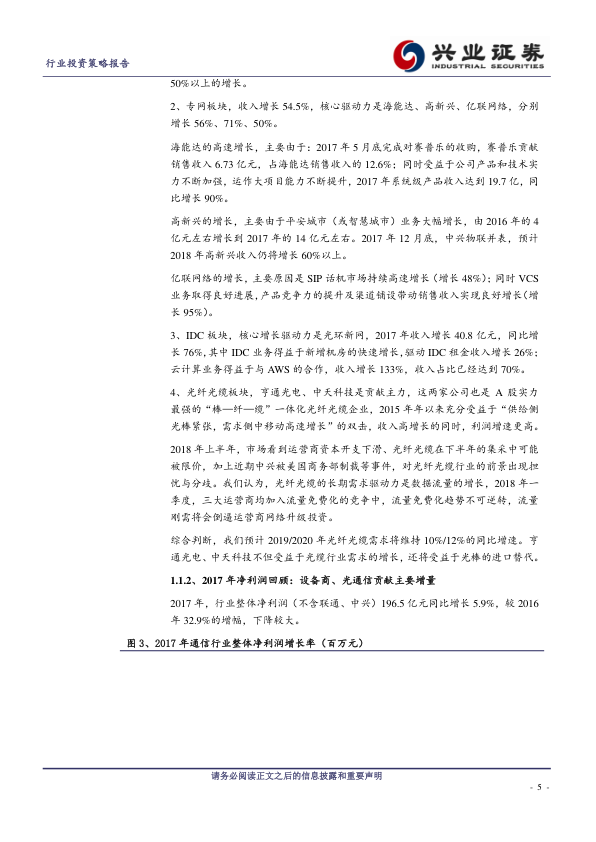 行业投资策略报告
兴业证券
INDUSTRIAL SECURITIES
50%以上的增长。
2、专网板块，收入增长 54.5%，核心驱动力是海能达、高新兴、亿联网络，分别
增长 56%、71%、50%。
海能达的高速增长，主要由于：2017 年 5 月底完成对赛普乐的收购，赛普乐贡献
销售收入 6.73 亿元，占海能达销售收入的 12.6%；同时受益于公司产品和技术实
力不断加强，运作大项目能力不断提升，2017 年系统级产品收入达到 19.7 亿，同
比增长 90%。
高新兴的增长，主要由于平安城市（或智慧城市）业务大幅增长，由 2016 年的 4
亿元左右增长到 2017 年的 14 亿元左右。2017 年 12 月底，中兴物联并表，预计
2018 年高新兴收入仍将增长 60%以上。
亿联网络的增长，主要原因是 SIP 话机市场持续高速增长（增长 48%）；同时 VCS
业务取得良好进展，产品竞争力的提升及渠道铺设带动销售收入实现良好增长（增
长 95%）。
3、IDC 板块，核心增长驱动力是光环新网，2017 年收入增长 40.8 亿元，同比增
长 76%，其中 IDC 业务得益于新增机房的快速增长，驱动 IDC 租金收入增长 26%；
云计算业务得益于与 AWS 的合作，收入增长 133%，收入占比已经达到 70%。
4、光纤光缆板块，亨通光电、中天科技是贡献主力，这两家公司也是 A 股实力
最强的“棒—纤—缆”一体化光纤光缆企业，2015 年年以来充分受益于“供给侧
光棒紧张，需求侧中移动高速增长”的双击，收入高增长的同时，利润增速更高。
2018 年上半年，市场看到运营商资本开支下滑、光纤光缆在下半年的集采中可能
被限价，加上近期中兴被美国商务部制裁等事件，对光纤光缆行业的前景出现担
忧与分歧。我们认为，光纤光缆的长期需求驱动力是数据流量的增长，2018 年一
季度，三大运营商均加入流量免费化的竞争中，流量免费化趋势不可逆转，流量
刚需将会倒逼运营商网络升级投资。
综合判断，我们预计 2019/2020 年光纤光缆需求将维持 10%/12%的同比增速。亨
通光电、中天科技不但受益于光缆行业需求的增长，还将受益于光棒的进口替代。
1.1.2、2017 年净利润回顾：设备商、光通信贡献主要增量
2017 年，行业整体净利润（不含联通、中兴）196.5 亿元同比增长 5.9%，较 2016
年 32.9%的增幅，下降较大。
图 3、2017 年通信行业整体净利润增长率（百万元）
请务必阅读正文之后的信息披露和重要声明
- 5 -